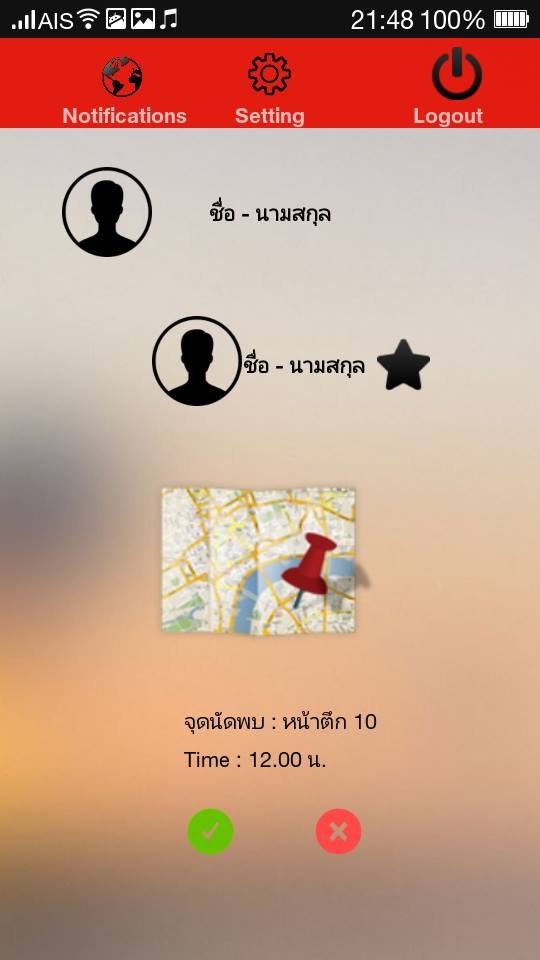 AIS 21:48 100%
Notifications Setting Logout
ชื่อ - นามสกุล
ชื่อ - นามสกุล
จุดนัดพบ : หน้าตึก 10
Time : 12.00 น.